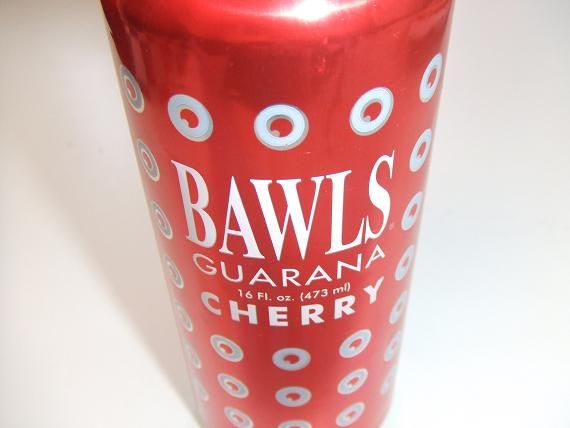 BAWLS
GUARANA
16 Fl. oz. (473 ml)
CHERRY